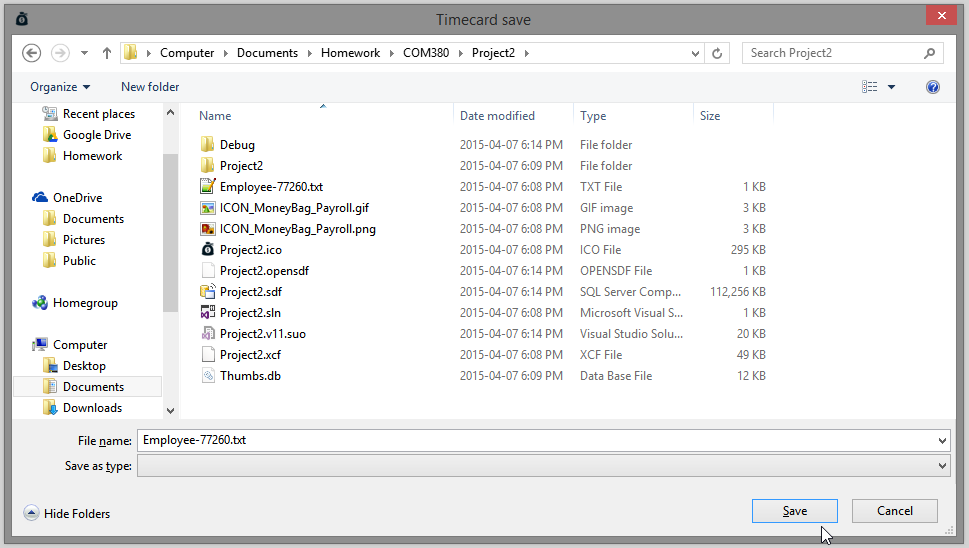 Timecard save
Computer Documents Homework COM380 Project2
Search Project2
Organize New folder
Recent places
Google Drive
Homework
OneDrive
Documents
Pictures
Public
Homegroup
Computer
Desktop
Documents
Downloads
Name Date modified Type Size
Debug 2015-04-07 6:14 PM File folder
Project2 2015-04-07 6:09 PM File folder
Employee-77260.txt 2015-04-07 6:08 PM TXT File 1 KB
ICON_MoneyBag_Payroll.gif 2015-04-07 6:08 PM GIF image 3 KB
ICON_MoneyBag_Payroll.png 2015-04-07 6:08 PM PNG image 3 KB
Project2.ico 2015-04-07 6:08 PM ICO File 295 KB
Project2.opensdf 2015-04-07 6:14 PM OPENSDF File 1 KB
Project2.sdf 2015-04-07 6:14 PM SQL Server Comp... 112,256 KB
Project2.sln 2015-04-07 6:08 PM Microsoft Visual S... 1 KB
Project2.v11.suo 2015-04-07 6:14 PM Visual Studio Solu... 20 KB
Project2.xcf 2015-04-07 6:08 PM XCF File 49 KB
Thumbs.db 2015-04-07 6:09 PM Data Base File 12 KB
File name: Employee-77260.txt
Save as type:
Hide Folders
Save Cancel